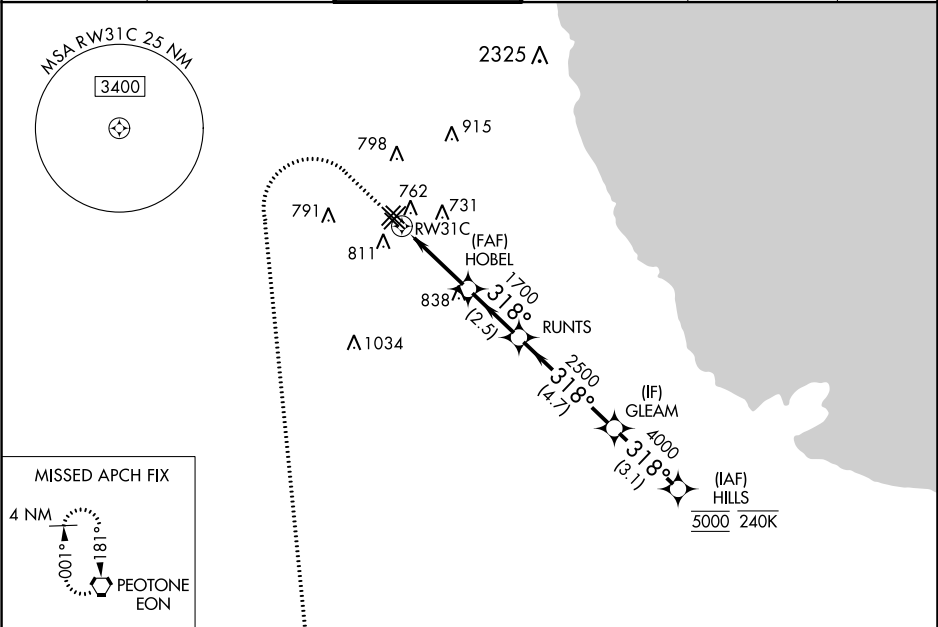 MSA RW31C 25 NM
3400
2325
915
798
762
731
791
RW31C
811
(FAF)
HOBEL
838
1700
318°
(2.5)
RUNTS
1034
2500
318°
(4.7)
(IF)
GLEAM
4000
318°
(3.1)
(IAF)
HILLS
5000 240K
MISSED APCH FIX
4 NM
001°
181°
PEOTONE
EON